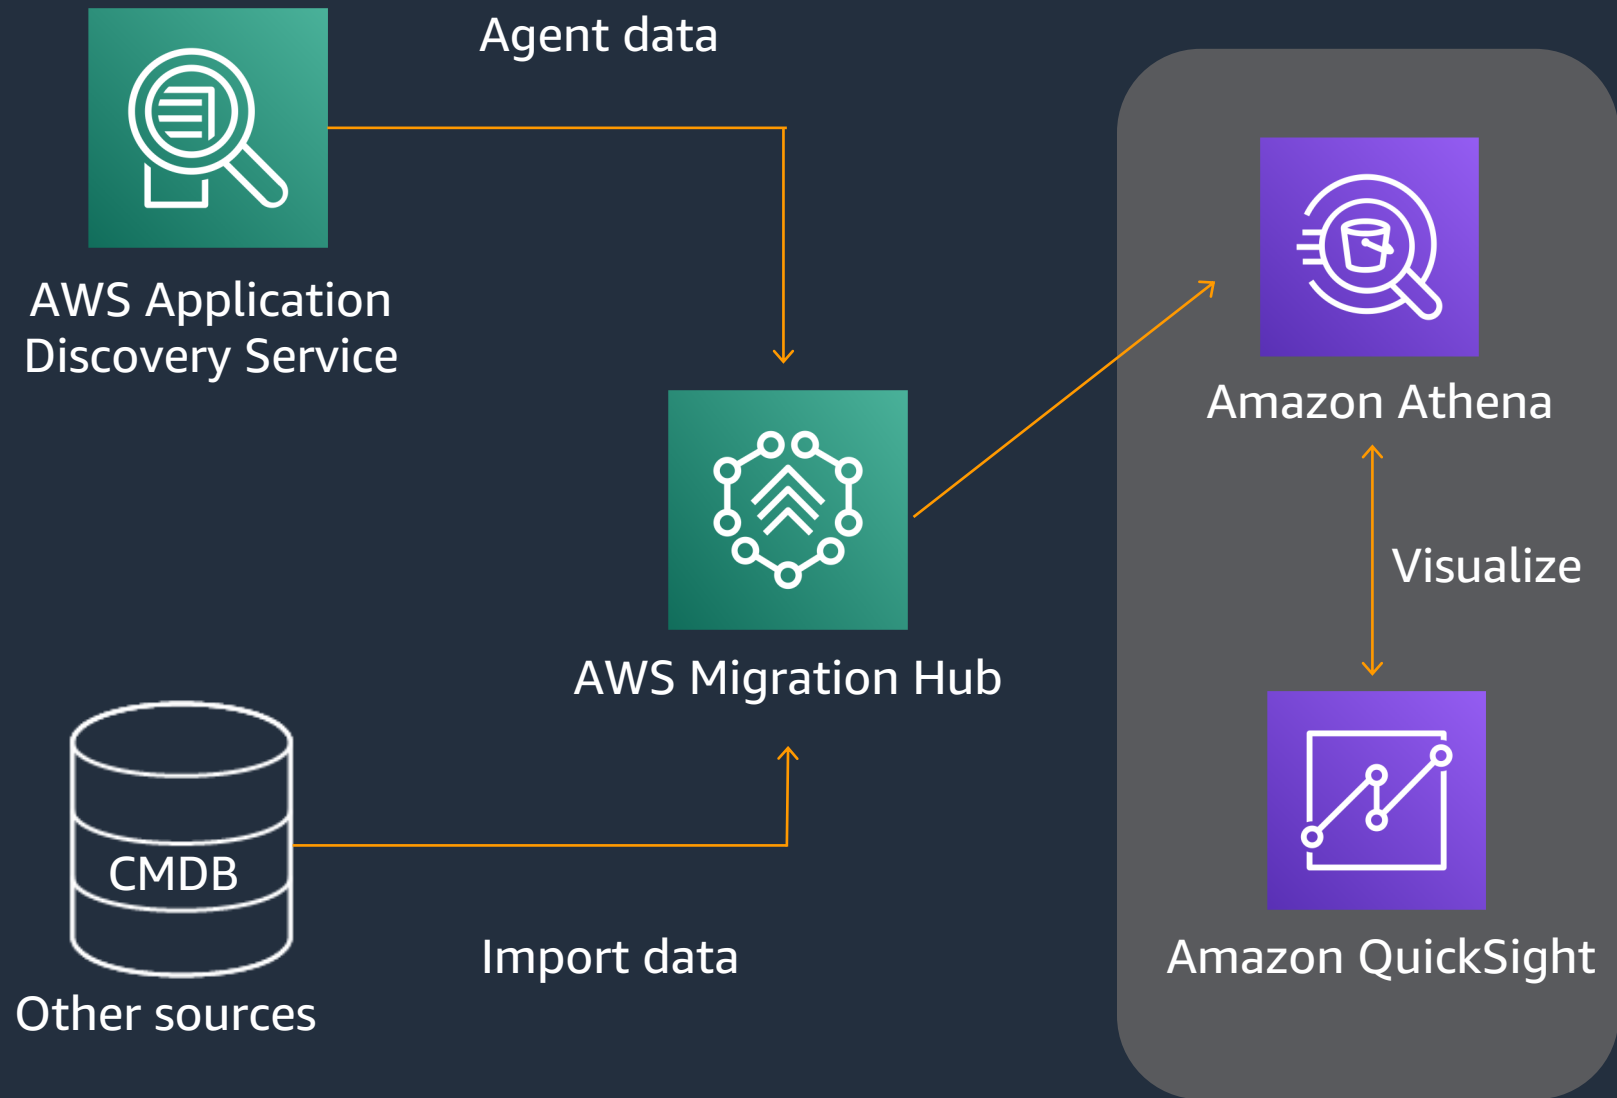 Agent data
AWS Application
Discovery Service
Amazon Athena
Visualize
AWS Migration Hub
CMDB
Other sources
Import data
Amazon QuickSight